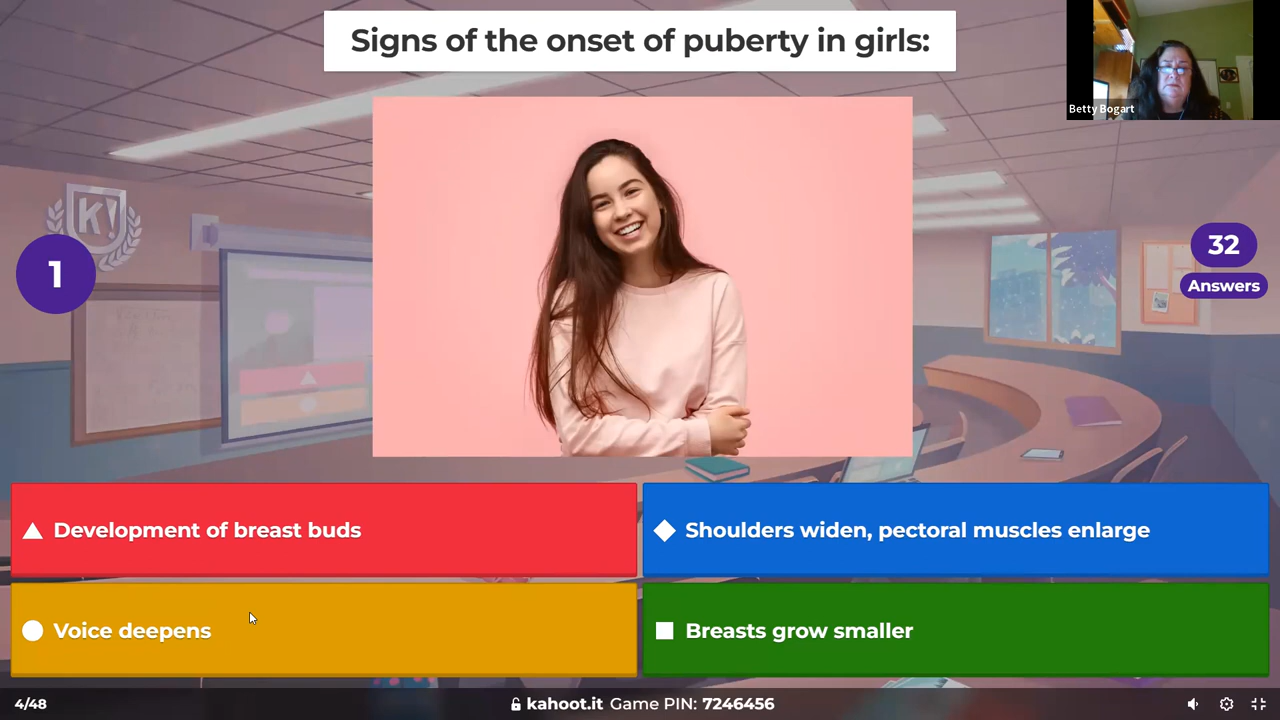 Signs of the onset of puberty in girls:
Betty Bogart
K!
1
32
Answers
Development of breast buds
Shoulders widen, pectoral muscles enlarge
Voice deepens
Breasts grow smaller
4/48
kahoot.it Game PIN: 7246456